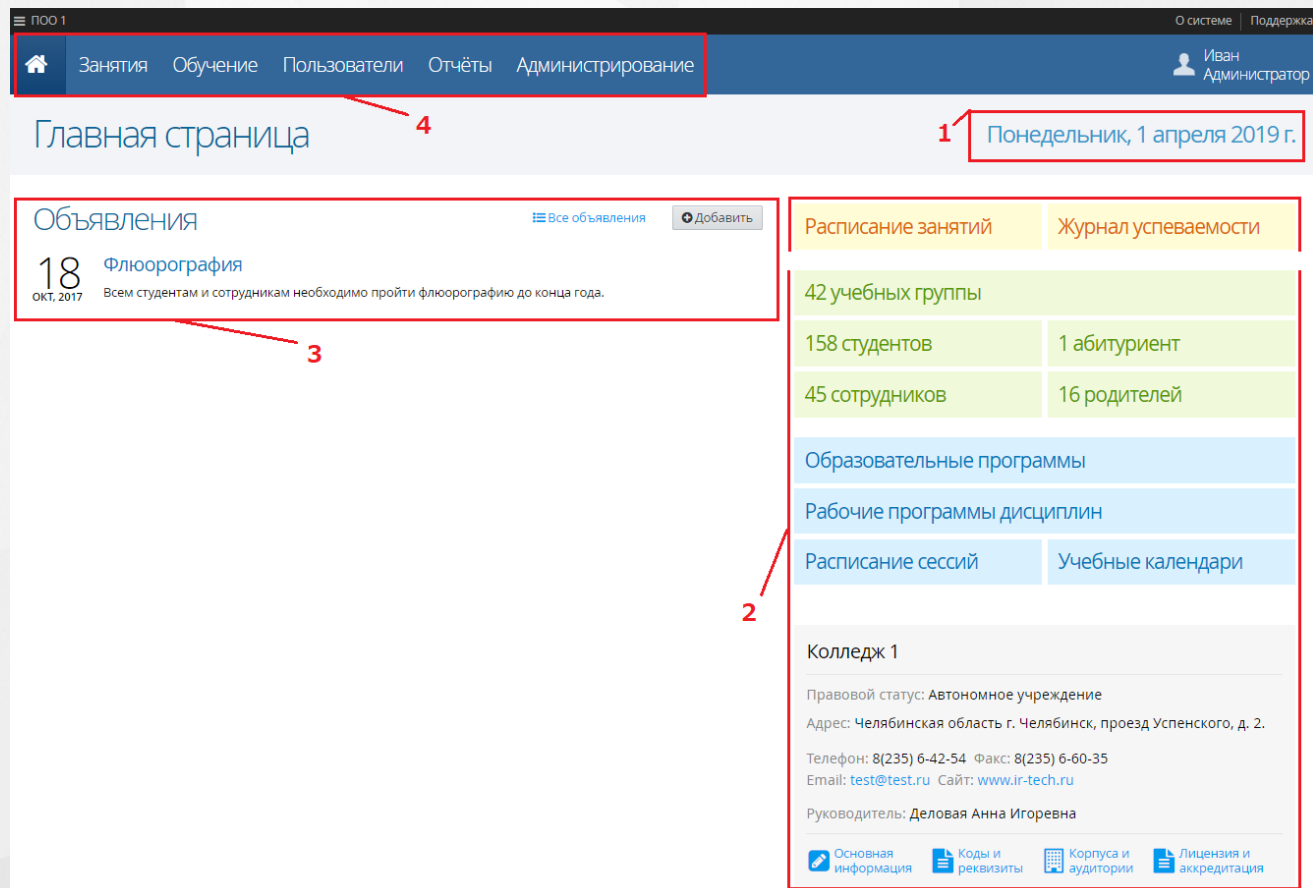 ПОО 1
О системе Поддержка
Занятия Обучение Пользователи Отчёты Администрирование
Иван
Администратор
4
1
Главная страница
Понедельник, 1 апреля 2019 г.
Объявления
Все объявления
Добавить
18
ОКТ, 2017
Флюорография
Всем студентам и сотрудникам необходимо пройти флюорографию до конца года.
3
Расписание занятий Журнал успеваемости
42 учебных группы
158 студентов 1 абитуриент
45 сотрудников 16 родителей
Образовательные программы
Рабочие программы дисциплин
Расписание сессий Учебные календари
2
Колледж 1
Правовой статус: Автономное учреждение
Адрес: Челябинская область г. Челябинск, проезд Успенского, д. 2.
Телефон: 8(235) 6-42-54 Факс: 8(235) 6-60-35
Email: test@test.ru Сайт: www.ir-tech.ru
Руководитель: Деловая Анна Игоревна
Основная
информация
Коды и
реквизиты
Корпуса и
аудитории
Лицензия и
аккредитация